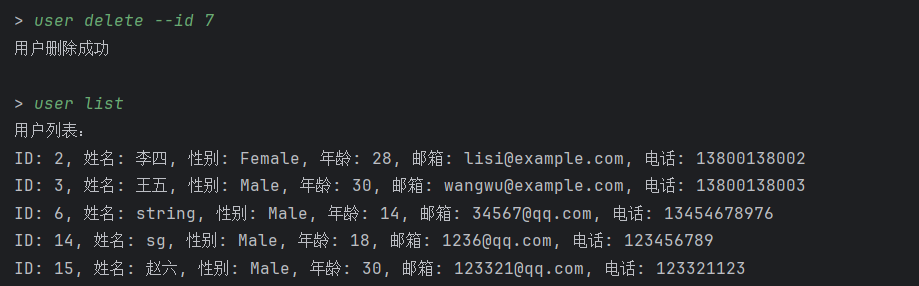 > user delete --id 7
用户删除成功
> user list
用户列表：
ID: 2, 姓名: 李四, 性别: Female, 年龄: 28, 邮箱: lisi@example.com, 电话: 13800138002
ID: 3, 姓名: 王五, 性别: Male, 年龄: 30, 邮箱: wangwu@example.com, 电话: 13800138003
ID: 6, 姓名: string, 性别: Male, 年龄: 14, 邮箱: 34567@qq.com, 电话: 13454678976
ID: 14, 姓名: sg, 性别: Male, 年龄: 18, 邮箱: 1236@qq.com, 电话: 123456789
ID: 15, 姓名: 赵六, 性别: Male, 年龄: 30, 邮箱: 123321@qq.com, 电话: 123321123